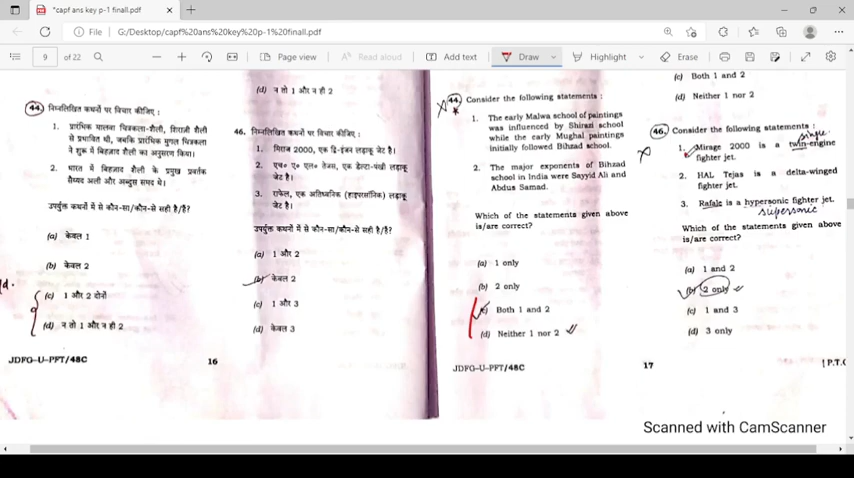 *capf ans key p-1 finall.pdf
File
G:/Desktop/capf%20ans%20key%20p-1%20finall.pdf
9 of 22
Page view
Read aloud
Add text
Draw
Highlight
Erase
44. निम्नलिखित कथनों पर विचार कीजिए :
1. प्रारंभिक मालवा चित्रकला-शैली, शिराज़ी शैली
से प्रभावित थी, जबकि प्रारंभिक मुगल चित्रकला
ने शुरू में बिहज़ाद शैली का अनुसरण किया।
2. भारत में बिहज़ाद शैली के प्रमुख प्रवर्तक
सैय्यद अली और अब्दुस समद थे।
उपर्युक्त कथनों में से कौन-सा/कौन-से सही है/हैं?
(a) केवल 1
(b) केवल 2
d.
(c) 1 और 2 दोनों
(d) न तो 1 और न ही 2
JDFG-U-PFT/48C
16
(d) न तो 1 और न ही 2
46. निम्नलिखित कथनों पर विचार कीजिए :
1. मिराज 2000, एक द्वि-इंजन लड़ाकू जेट है।
2. एच० ए० एल० तेजस, एक डेल्टा-पंखी लड़ाकू
जेट है।
3. राफेल, एक अतिध्वनिक (हाइपरसॉनिक) लड़ाकू
जेट है।
उपर्युक्त कथनों में से कौन-सा/कौन-से सही है/हैं?
(a) 1 और 2
(b) केवल 2
(c) 1 और 3
(d) केवल 3
44. Consider the following statements :
1. The early Malwa school of paintings
was influenced by Shirazi school
while the early Mughal paintings
initially followed Bihzad school.
2. The major exponents of Bihzad
school in India were Sayyid Ali and
Abdus Samad.
Which of the statements given above
is/are correct?
(a) 1 only
(b) 2 only
(c) Both 1 and 2
(d) Neither 1 nor 2
JDFG-U-PFT/48C
17
[ P.T.O
(c) Both 1 and 2
(d) Neither 1 nor 2
46. Consider the following statements :
single
1. Mirage 2000 is a twin-engine
fighter jet.
2. HAL Tejas is a delta-winged
fighter jet.
3. Rafale is a hypersonic fighter jet.
supersonic
Which of the statements given above
is/are correct?
(a) 1 and 2
(b) 2 only
(c) 1 and 3
(d) 3 only
Scanned with CamScanner